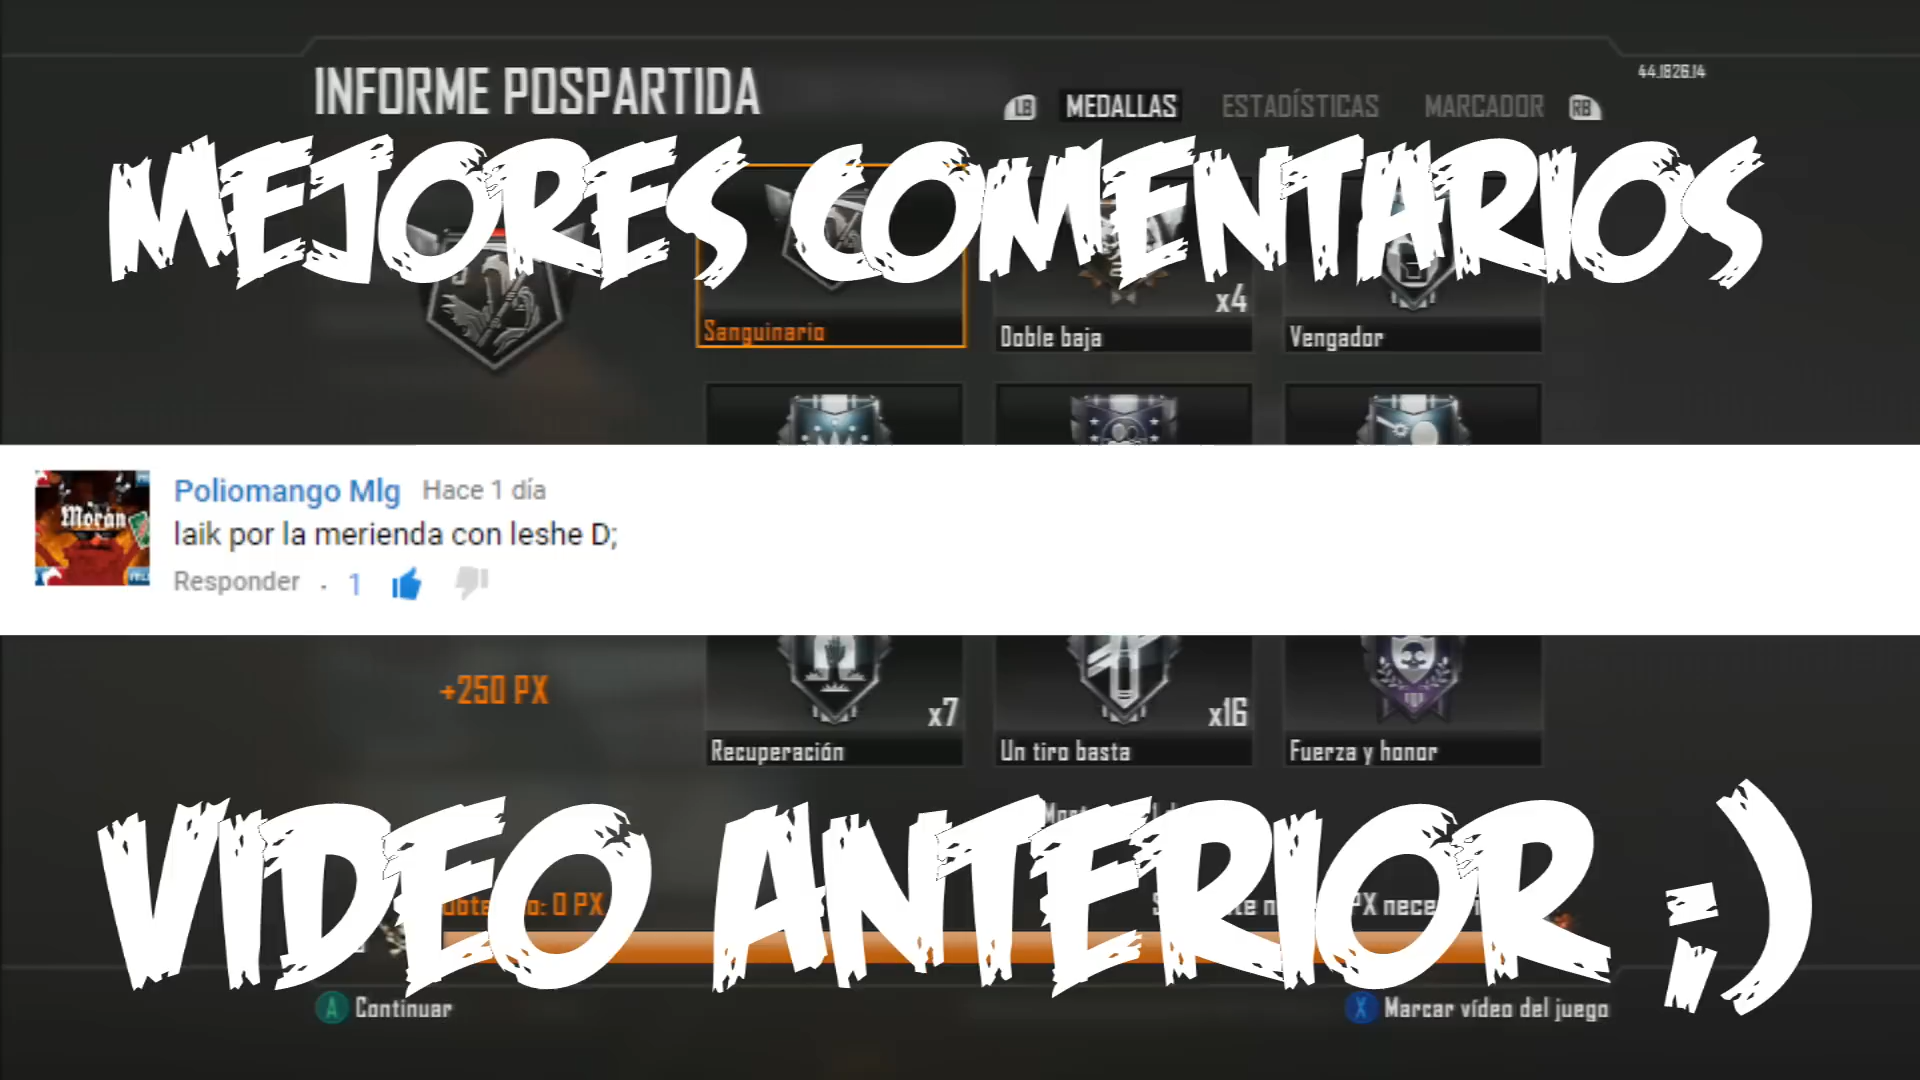 INFORME POSPARTIDA
44.1826.14
LB MEDALLAS ESTADÍSTICAS MARCADOR RB
MEJORES COMENTARIOS
x4
Sanguinario
Doble baja
Vengador
Morán
Poliomango Mlg Hace 1 día
laik por la merienda con leshe D;
Responder . 1
+250 PX
x7
x16
Recuperación
Un tiro basta
Fuerza y honor
VIDEO ANTERIOR ;)
0 PX
A Continuar
X Marcar vídeo del juego